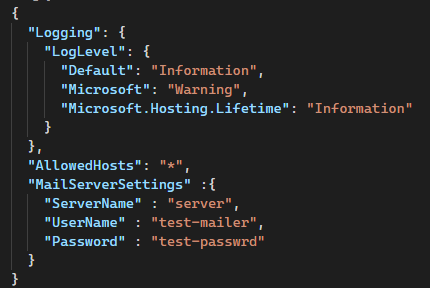 {
"Logging": {
"LogLevel": {
"Default": "Information",
"Microsoft": "Warning",
"Microsoft.Hosting.Lifetime": "Information"
}
},
"AllowedHosts": "*",
"MailServerSettings" :{
"ServerName" : "server",
"UserName" : "test-mailer",
"Password" : "test-passwrd"
}
}